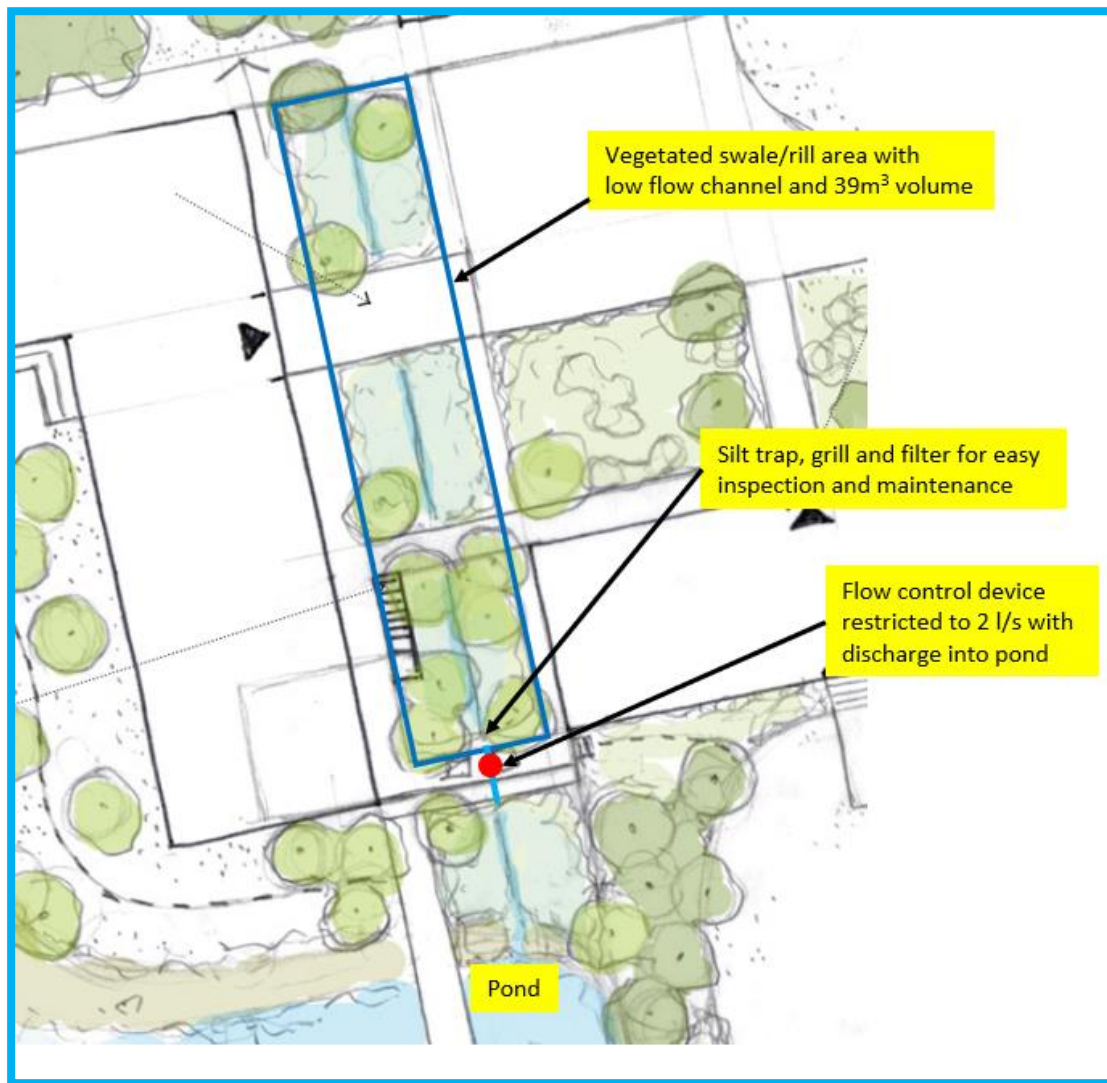 Vegetated swale/rill area with
low flow channel and 39m³ volume
Silt trap, grill and filter for easy
inspection and maintenance
Flow control device
restricted to 2 l/s with
discharge into pond
Pond